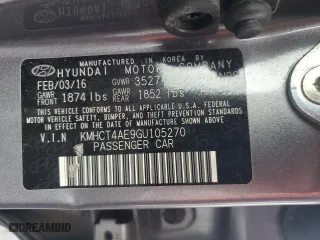 MANUFACTURED IN KOREA BY
HYUNDAI MOTOR COMPANY
FEB/03/16 GVWR 3527
GAWR FRONT 1874 lbs GAWR REAR 1852 lbs
THIS VEHICLE CONFORMS TO ALL APPLICABLE FEDERAL
MOTOR VEHICLE SAFETY, BUMPER, AND THEFT PREVENTION
STANDARDS IN EFFECT ON THE DATE OF MANUFACTURE
SHOWN ABOVE.
V.I.N KMHCT4AE9GU105270
PASSENGER CAR
DREAMBID